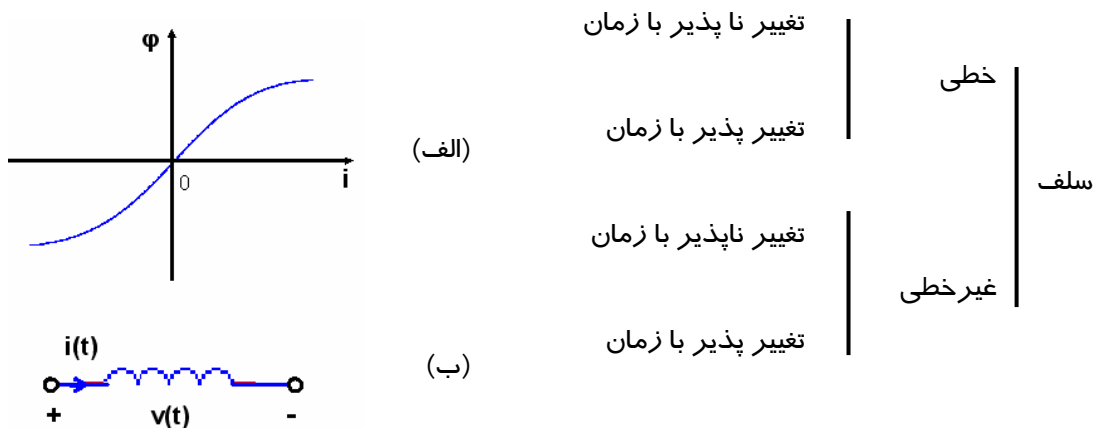 سلف
خطی
تغییر نا پذیر با زمان
تغییر پذیر با زمان
غیرخطی
تغییر ناپذیر با زمان
تغییر پذیر با زمان
(الف)
φ
0
i
(ب)
i(t)
+ v(t) -